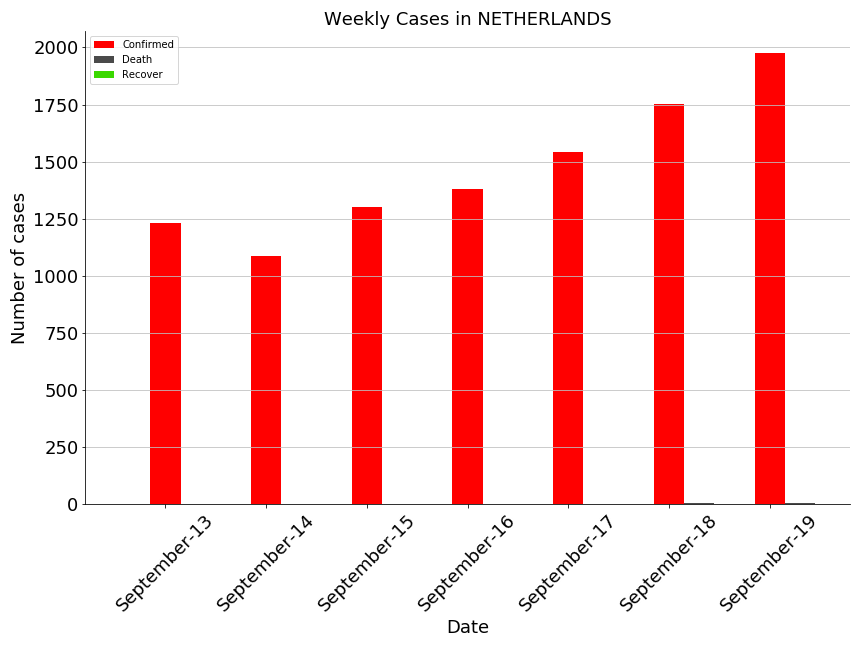 Weekly Cases in NETHERLANDS
Confirmed
Death
Recover
2000
1750
1500
1250
1000
750
500
250
0
Number of cases
September-13
September-14
September-15
September-16
September-17
September-18
September-19
Date